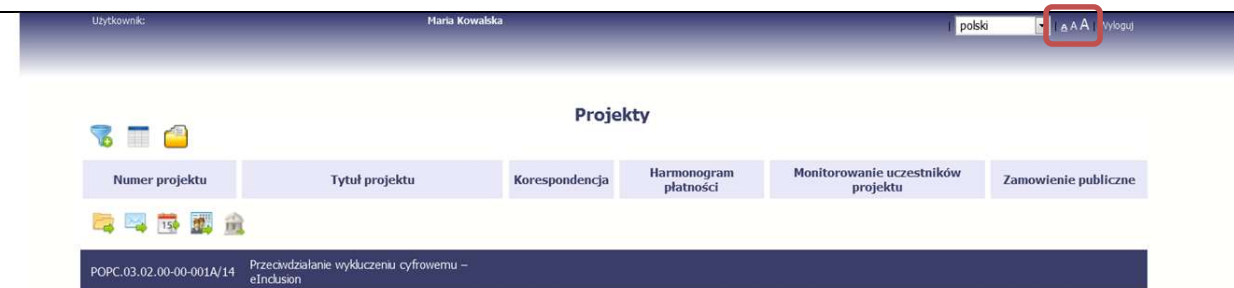 Użytkownik: Maria Kowalska | polski | A A A | Wyloguj
Projekty
Numer projektu Tytuł projektu Korespondencja Harmonogram płatności Monitorowanie uczestników projektu Zamowienie publiczne
15
POPC.03.02.00-00-001A/14 Przeciwdziałanie wykluczeniu cyfrowemu –
eInclusion